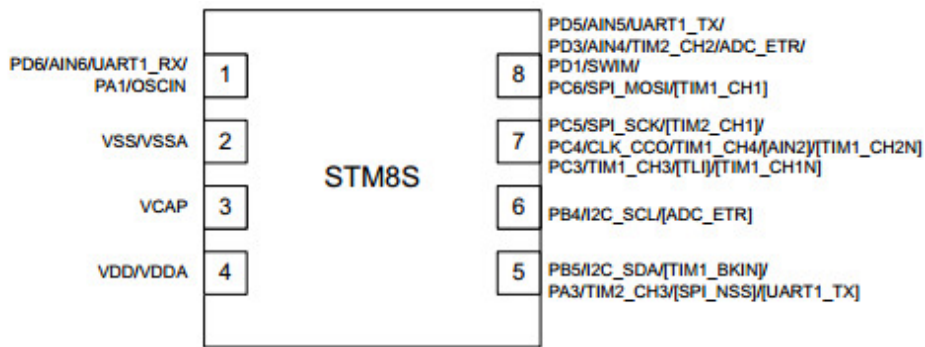 PD6/AIN6/UART1_RX/
PA1/OSCIN
1
VSS/VSSA
2
VCAP
3
VDD/VDDA
4
STM8S
PD5/AIN5/UART1_TX/
PD3/AIN4/TIM2_CH2/ADC_ETR/
PD1/SWIM/
PC6/SPI_MOSI/[TIM1_CH1]
8
PC5/SPI_SCK/[TIM2_CH1]/
PC4/CLK_CCO/TIM1_CH4/[AIN2]/[TIM1_CH2N]
PC3/TIM1_CH3/[TLI]/[TIM1_CH1N]
7
PB4/I2C_SCL/[ADC_ETR]
6
PB5/I2C_SDA/[TIM1_BKIN]/
PA3/TIM2_CH3/[SPI_NSS]/[UART1_TX]
5